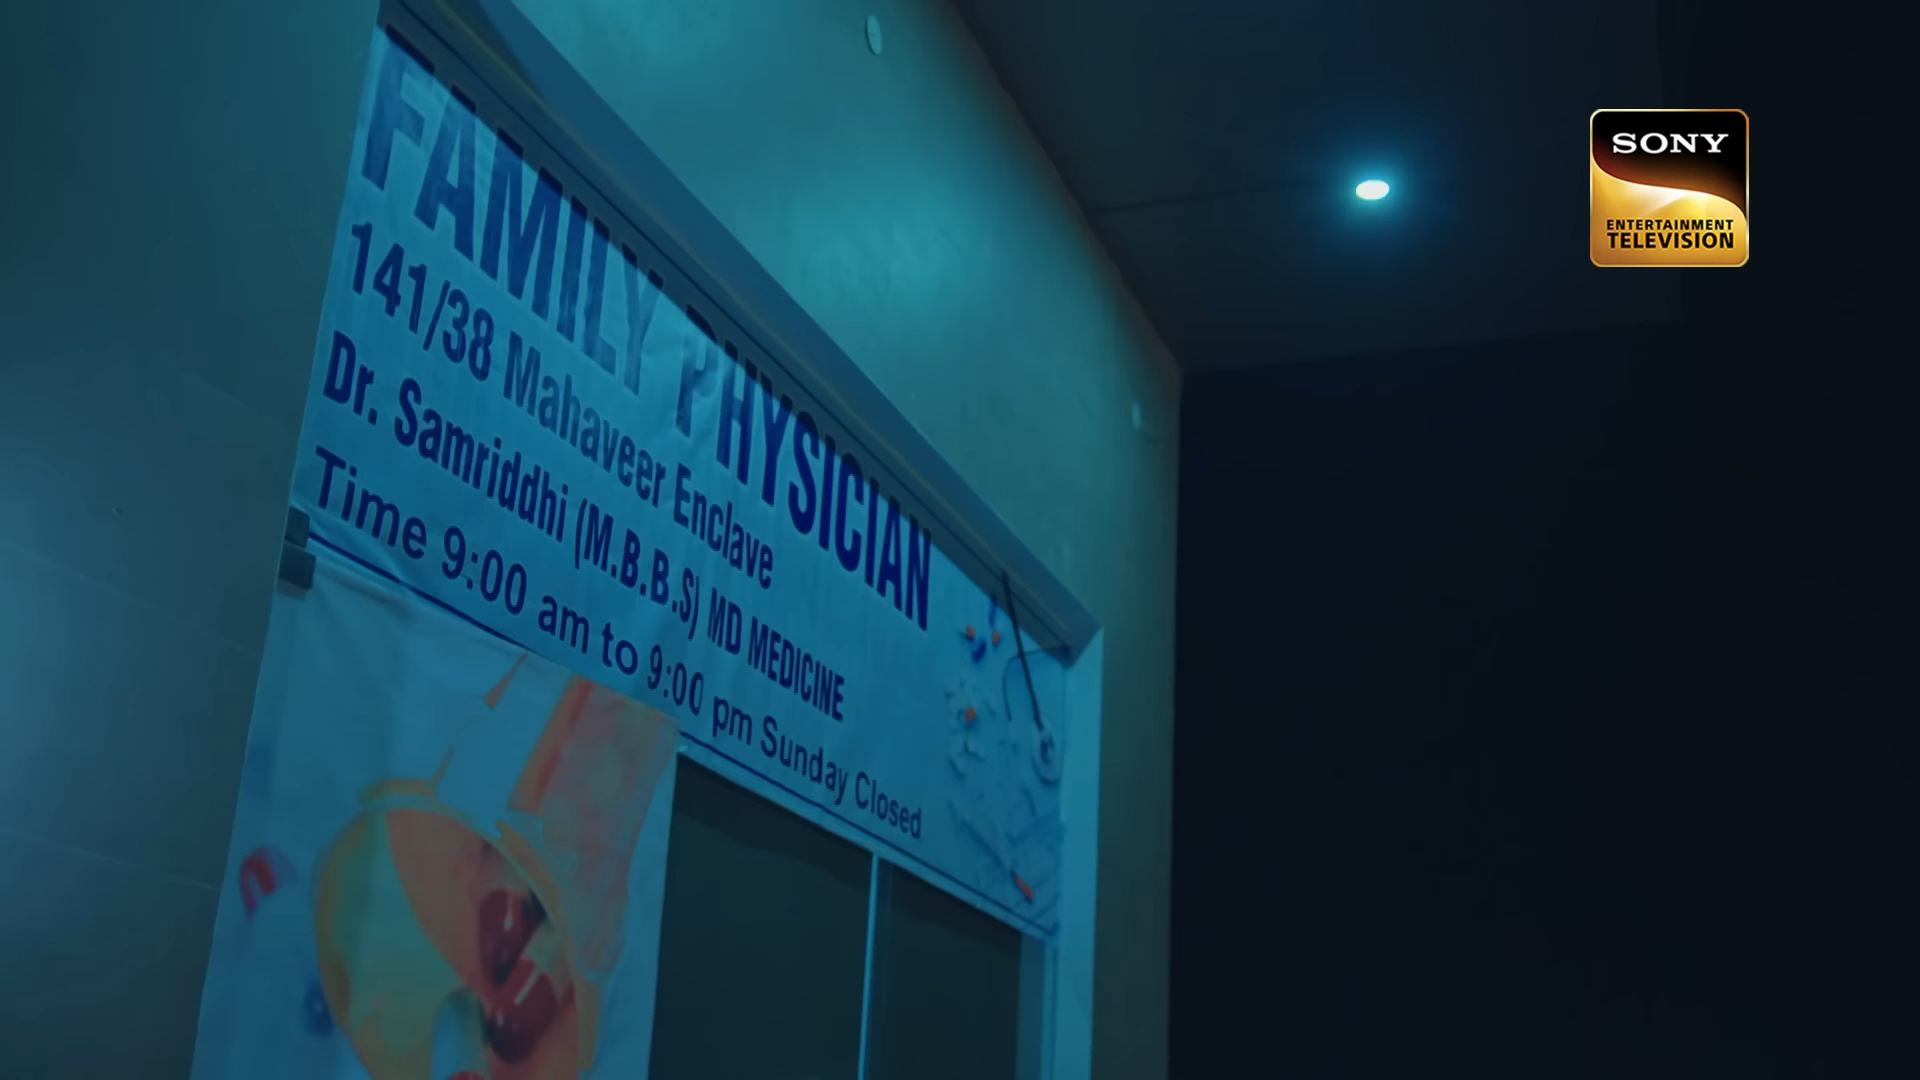 FAMILY PHYSICIAN
141/38 Mahaveer Enclave
Dr. Samriddhi (M.B.B.S) MD MEDICINE
Time 9:00 am to 9:00 pm Sunday Closed
SONY
ENTERTAINMENT
TELEVISION